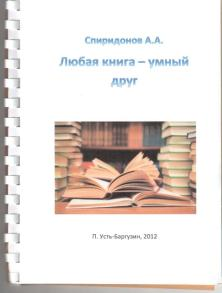 Спиридонов А.А.
Любая книга – умный
друг
П. Усть-Баргузин, 2012